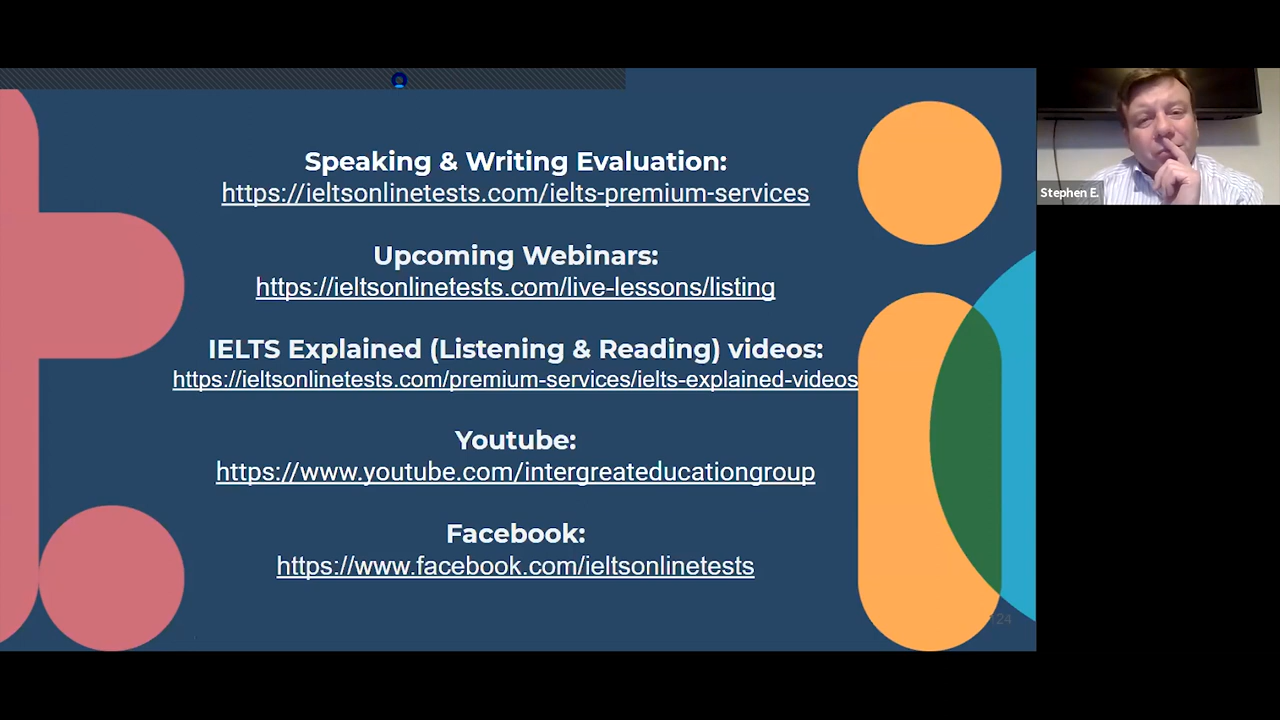 Speaking & Writing Evaluation:
https://ieltsonlinetests.com/ielts-premium-services
Upcoming Webinars:
https://ieltsonlinetests.com/live-lessons/listing
IELTS Explained (Listening & Reading) videos:
https://ieltsonlinetests.com/premium-services/ielts-explained-videos
Youtube:
https://www.youtube.com/intergreateducationgroup
Facebook:
https://www.facebook.com/ieltsonlinetests
24
Stephen E.